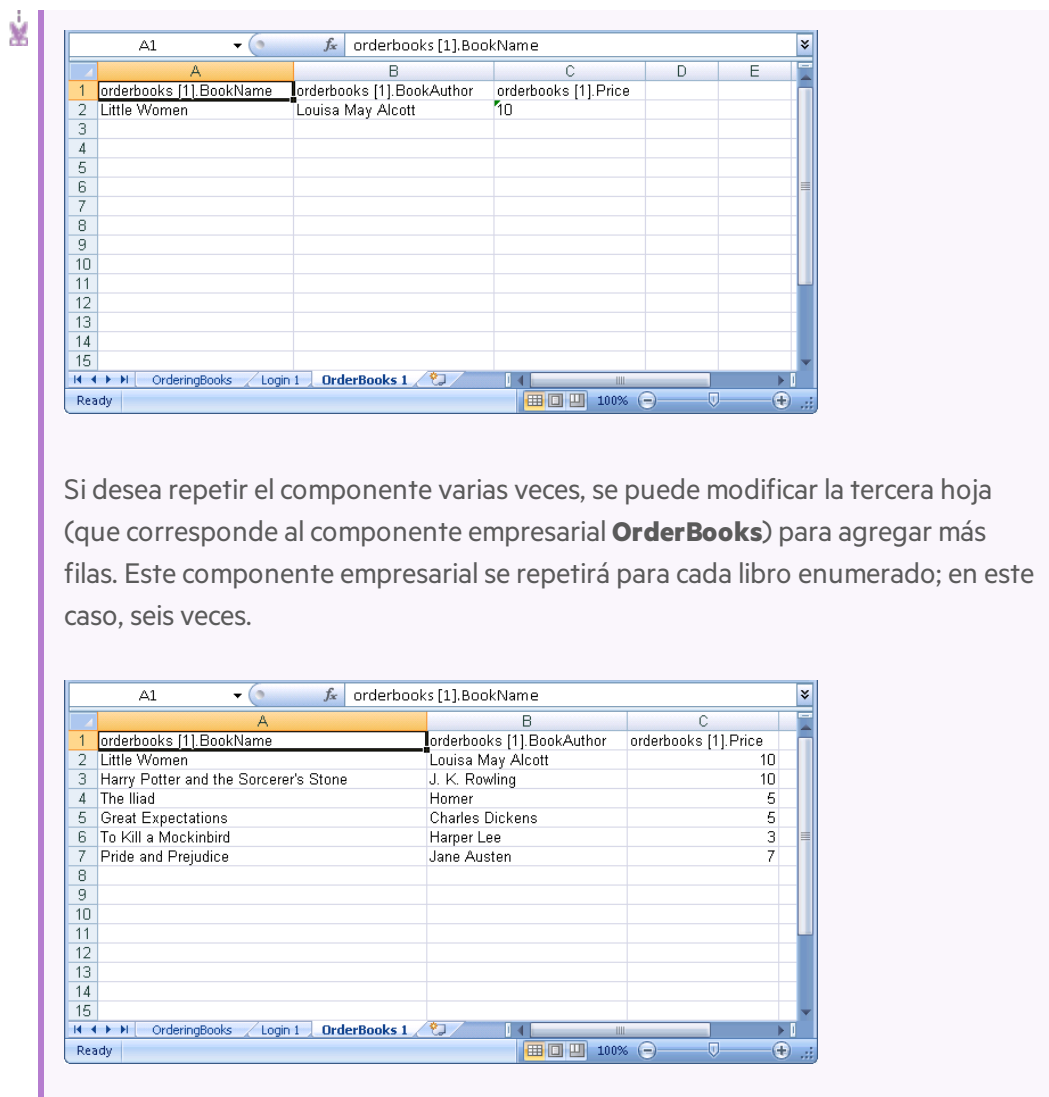 A1 fx orderbooks [1].BookName
A B C D E
1 orderbooks [1].BookName orderbooks [1].BookAuthor orderbooks [1].Price
2 Little Women Louisa May Alcott 10
3
4
5
6
7
8
9
10
11
12
13
14
15
OrderingBooks Login 1 OrderBooks 1
Ready 100%
Si desea repetir el componente varias veces, se puede modificar la tercera hoja
(que corresponde al componente empresarial OrderBooks) para agregar más
filas. Este componente empresarial se repetirá para cada libro enumerado; en este
caso, seis veces.
A1 fx orderbooks [1].BookName
A B C
1 orderbooks [1].BookName orderbooks [1].BookAuthor orderbooks [1].Price
2 Little Women Louisa May Alcott 10
3 Harry Potter and the Sorcerer's Stone J. K. Rowling 10
4 The Iliad Homer 5
5 Great Expectations Charles Dickens 5
6 To Kill a Mockinbird Harper Lee 3
7 Pride and Prejudice Jane Austen 7
8
9
10
11
12
13
14
15
OrderingBooks Login 1 OrderBooks 1
Ready 100%